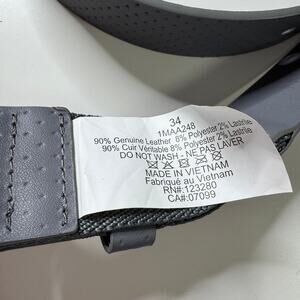 34
1MAA248
90% Genuine Leather 8% Polyester 2% Lastrile
90% Cuir Véritable 8% Polyester 2% Lastrile
DO NOT WASH - NE PAS LAVER
MADE IN VIETNAM
Fabriqué au Vietnam
RN#:123280
CA#:07099